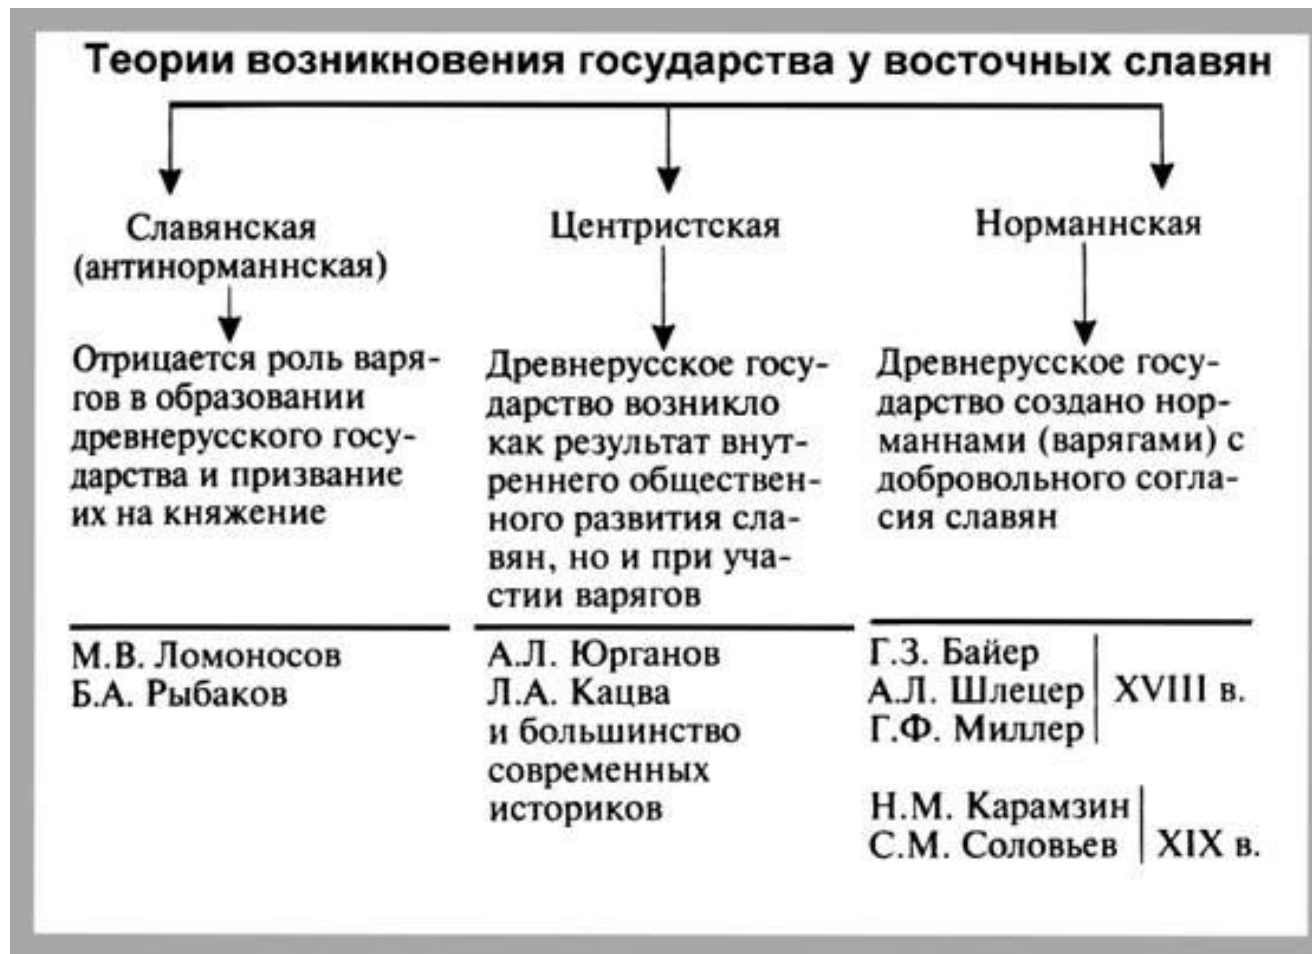 Теории возникновения государства у восточных славян
Славянская
(антинорманнская)
Отрицается роль варя-
гов в образовании
древнерусского госу-
дарства и призвание
их на княжение
М.В. Ломоносов
Б.А. Рыбаков
Центристская
Древнерусское госу-
дарство возникло
как результат внут-
реннего обществен-
ного развития сла-
вян, но и при уча-
стии варягов
А.Л. Юрганов
Л.А. Кацва
и большинство
современных
историков
Норманнская
Древнерусское госу-
дарство создано нор-
маннами (варягами) с
добровольного согла-
сия славян
Г.З. Байер
А.Л. Шлецер
Г.Ф. Миллер
XVIII в.
Н.М. Карамзин
С.М. Соловьев
XIX в.